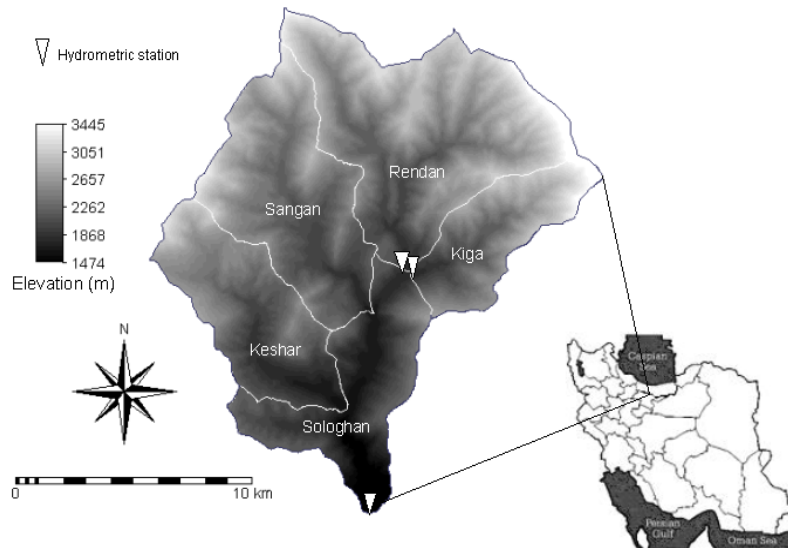 Hydrometric station
3445
3051
2657
2262
1868
1474
Elevation (m)
Rendan
Sangan
Kiga
Keshar
Sologhan
N
0
10 km
Caspian
Sea
Persian
Gulf
Oman Sea